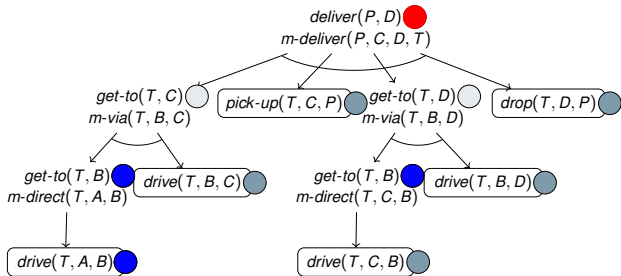 deliver(P, D)
m-deliver(P, C, D, T)
get-to(T, C)
m-via(T, B, C)
pick-up(T, C, P)
get-to(T, D)
m-via(T, B, D)
drop(T, D, P)
get-to(T, B)
m-direct(T, A, B)
drive(T, B, C)
get-to(T, B)
m-direct(T, C, B)
drive(T, B, D)
drive(T, A, B)
drive(T, C, B)